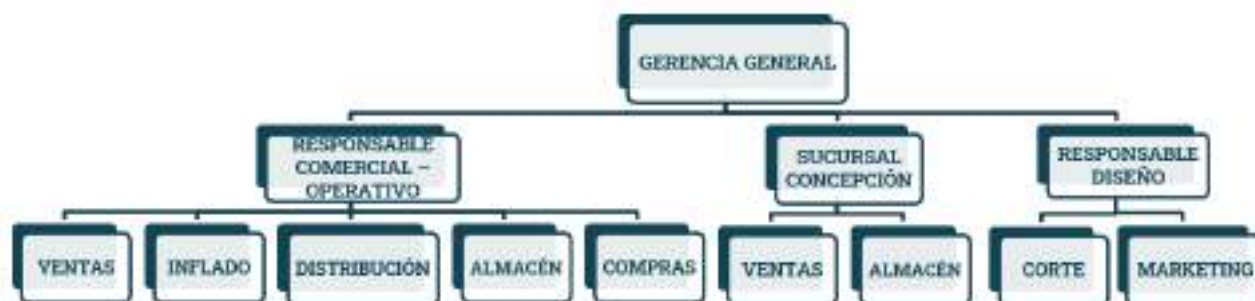 GERENCIA GENERAL
RESPONSABLE
COMERCIAL –
OPERATIVO
SUCURSAL
CONCEPCIÓN
RESPONSABLE
DISEÑO
VENTAS
INFLADO
DISTRIBUCIÓN
ALMACÉN
COMPRAS
VENTAS
ALMACÉN
CORTE
MARKETING